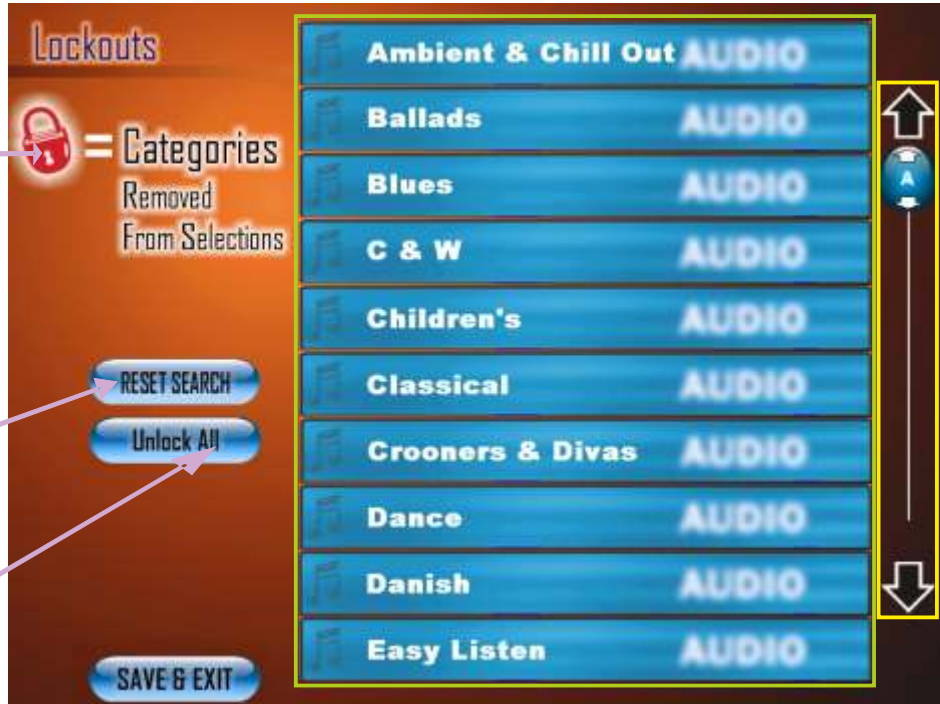 Lockouts
= Categories
Removed
From Selections
RESET SEARCH
Unlock All
SAVE & EXIT
Ambient & Chill Out AUDIO
Ballads AUDIO
Blues AUDIO
C & W AUDIO
Children's AUDIO
Classical AUDIO
Crooners & Divas AUDIO
Dance AUDIO
Danish AUDIO
Easy Listen AUDIO
A